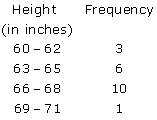 Height Frequency
(in inches)
60 – 62 3
63 – 65 6
66 – 68 10
69 – 71 1